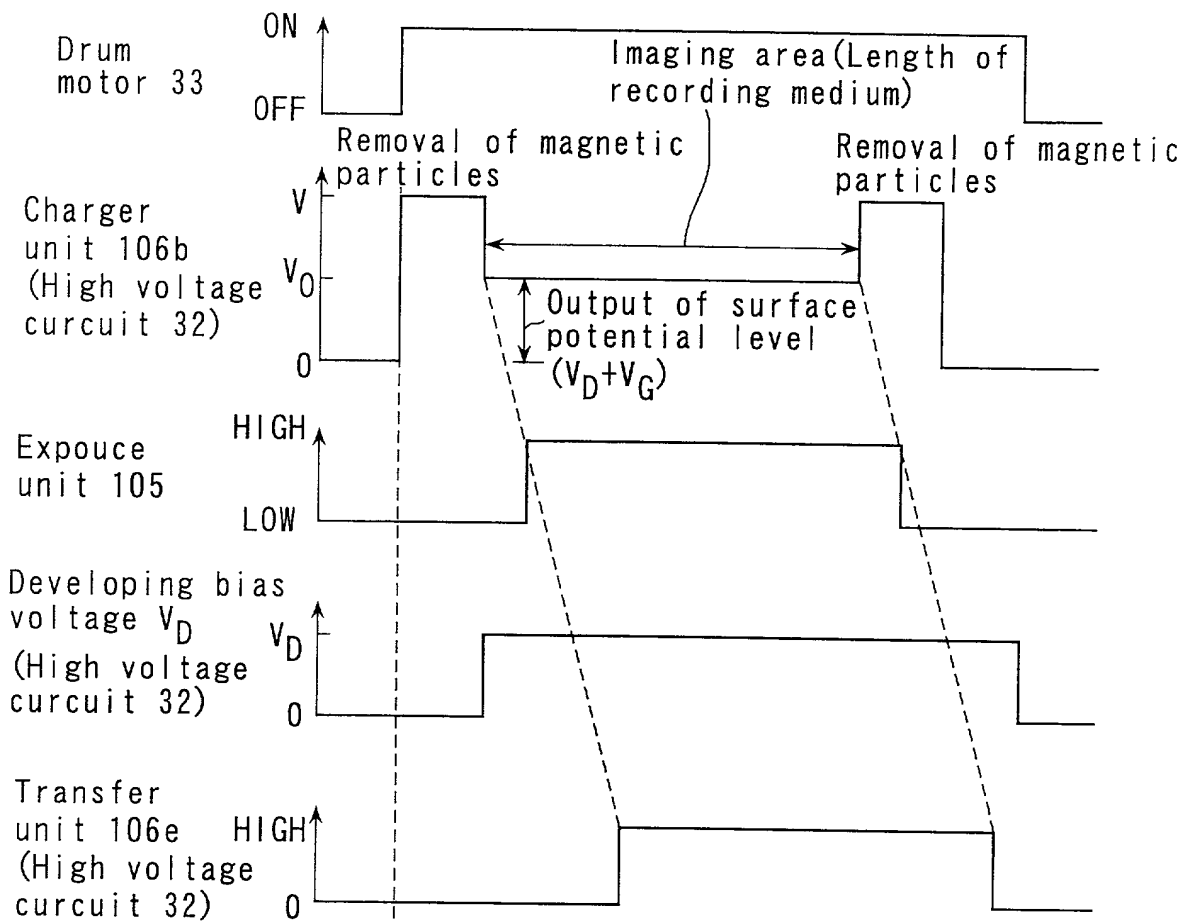 Drum
motor 33
ON
OFF
Imaging area(Length of
recording medium)
Removal of magnetic
particles
Removal of magnetic
particles
Charger
unit 106b
(High voltage
curcuit 32)
V
V0
0
Output of surface
potential level
(VD+VG)
Expouce
unit 105
HIGH
LOW
Developing bias
voltage VD
(High voltage
curcuit 32)
VD
0
Transfer
unit 106e
(High voltage
curcuit 32)
HIGH
0